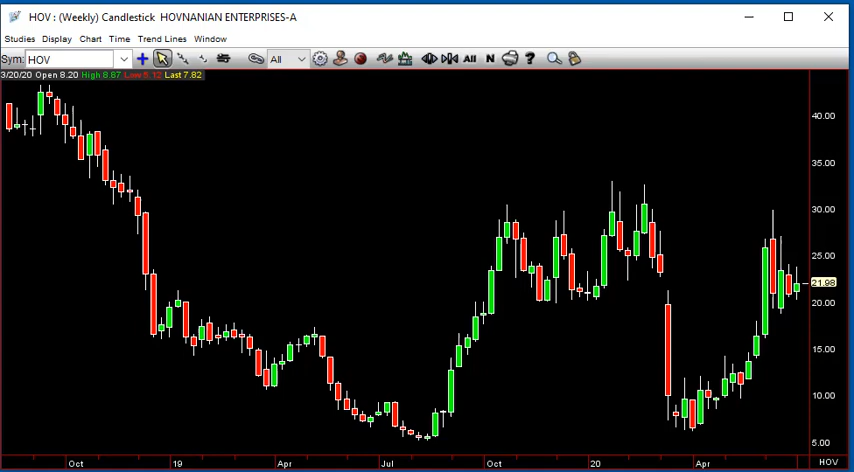 HOV : (Weekly) Candlestick HOVNANIAN ENTERPRISES-A
Studies Display Chart Time Trend Lines Window
Sym: HOV All All N ?
3/20/20 Open 8.20 High 8.87 Low 5.12 Last 7.82
40.00
35.00
30.00
25.00
21.98
20.00
15.00
10.00
5.00
Oct 19 Apr Jul Oct 20 Apr HOV